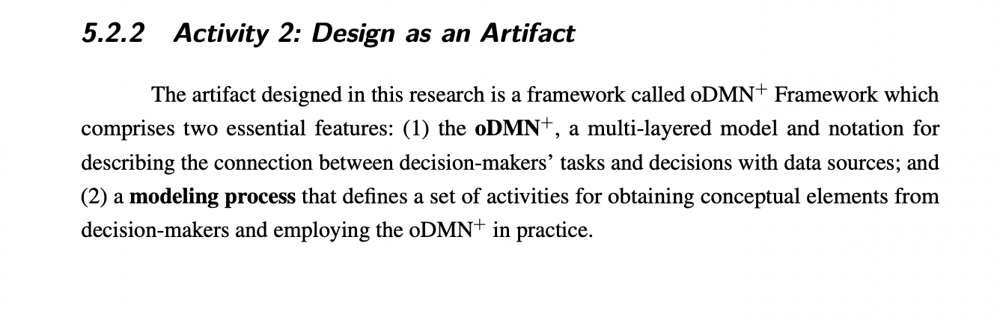 5.2.2 Activity 2: Design as an Artifact
The artifact designed in this research is a framework called oDMN+ Framework which
comprises two essential features: (1) the oDMN+, a multi-layered model and notation for
describing the connection between decision-makers’ tasks and decisions with data sources; and
(2) a modeling process that defines a set of activities for obtaining conceptual elements from
decision-makers and employing the oDMN+ in practice.